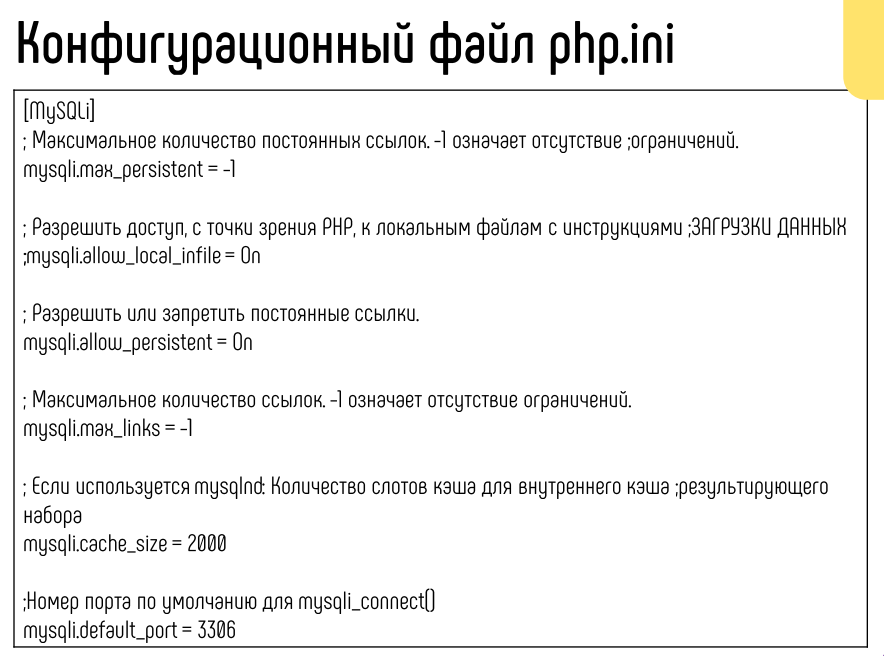 Конфигурационный файл php.ini
[MySQLi]
; Максимальное количество постоянных ссылок. -1 означает отсутствие ;ограничений.
mysqli.max_persistent = -1
; Разрешить доступ, с точки зрения PHP, к локальным файлам с инструкциями ;ЗАГРУЗКИ ДАННЫХ
;mysqli.allow_local_infile = On
; Разрешить или запретить постоянные ссылки.
mysqli.allow_persistent = On
; Максимальное количество ссылок. -1 означает отсутствие ограничений.
mysqli.max_links = -1
; Если используется mysqlnd: Количество слотов кэша для внутреннего кэша ;результирующего
набора
mysqli.cache_size = 2000
;Номер порта по умолчанию для mysqli_connect()
mysqli.default_port = 3306